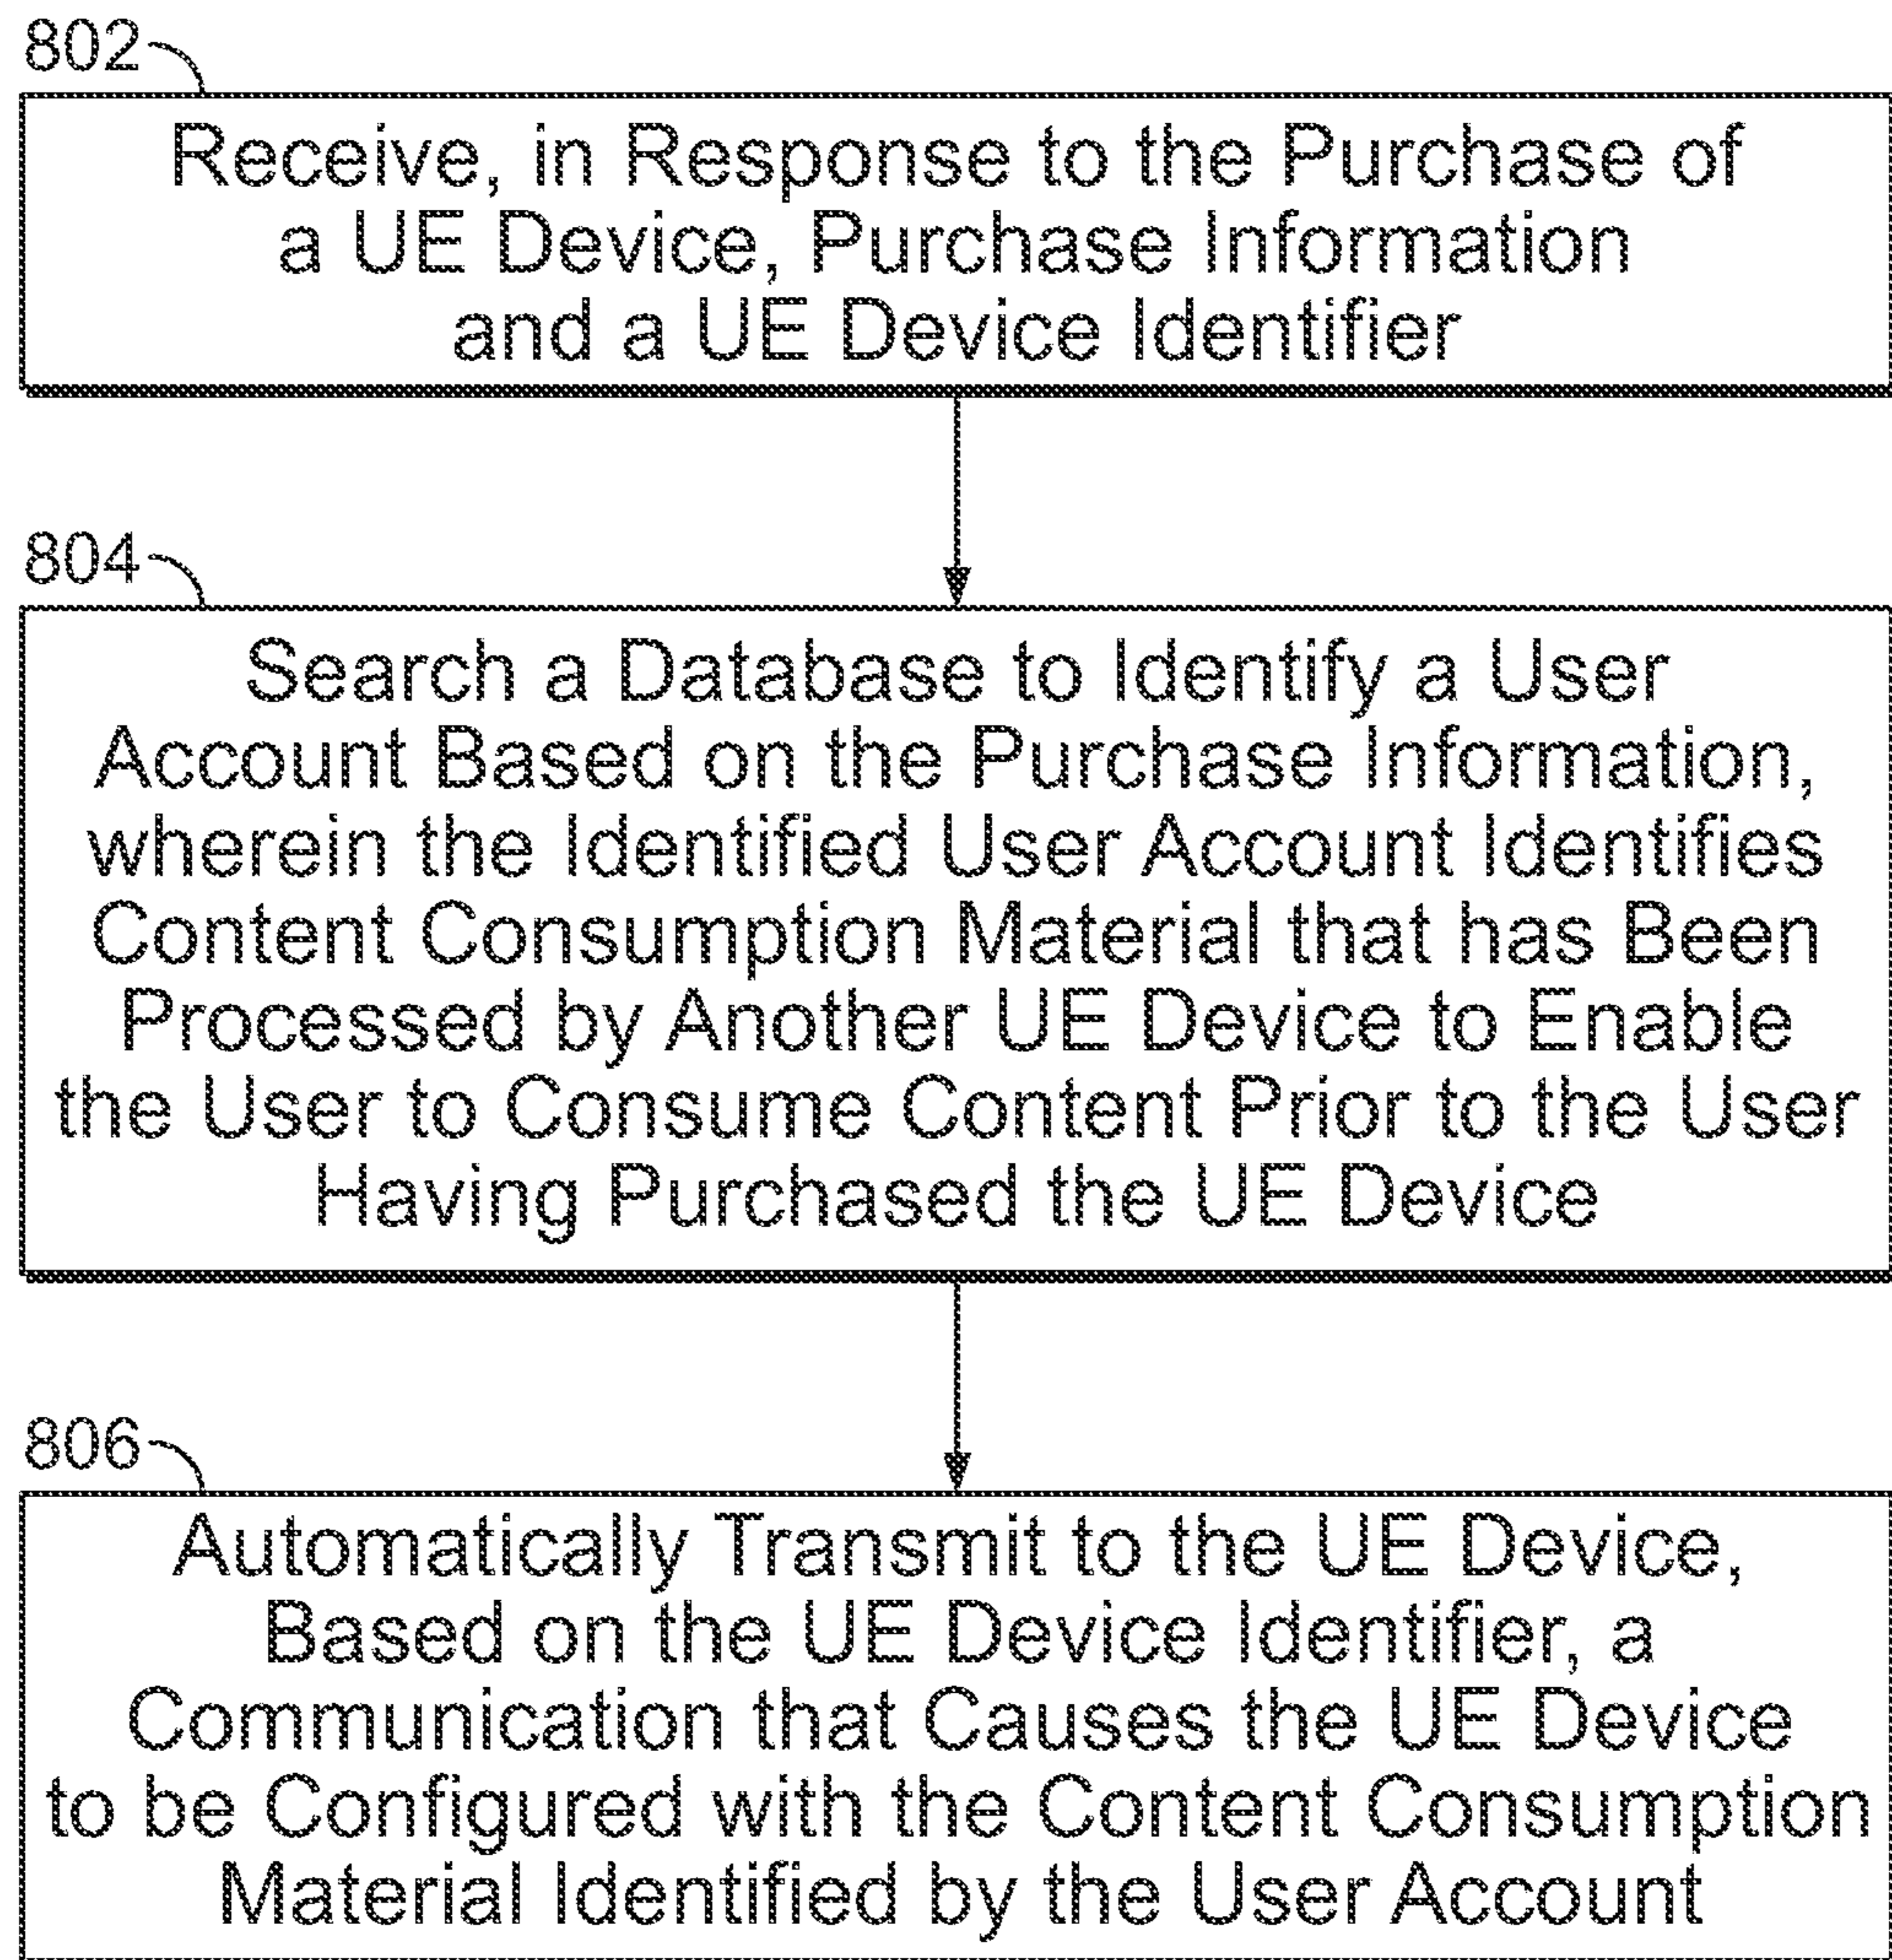 802
Receive, in Response to the Purchase of
a UE Device, Purchase Information
and a UE Device Identifier
804
Search a Database to Identify a User
Account Based on the Purchase Information,
wherein the Identified User Account Identifies
Content Consumption Material that has Been
Processed by Another UE Device to Enable
the User to Consume Content Prior to the User
Having Purchased the UE Device
806
Automatically Transmit to the UE Device,
Based on the UE Device Identifier, a
Communication that Causes the UE Device
to be Configured with the Content Consumption
Material Identified by the User Account